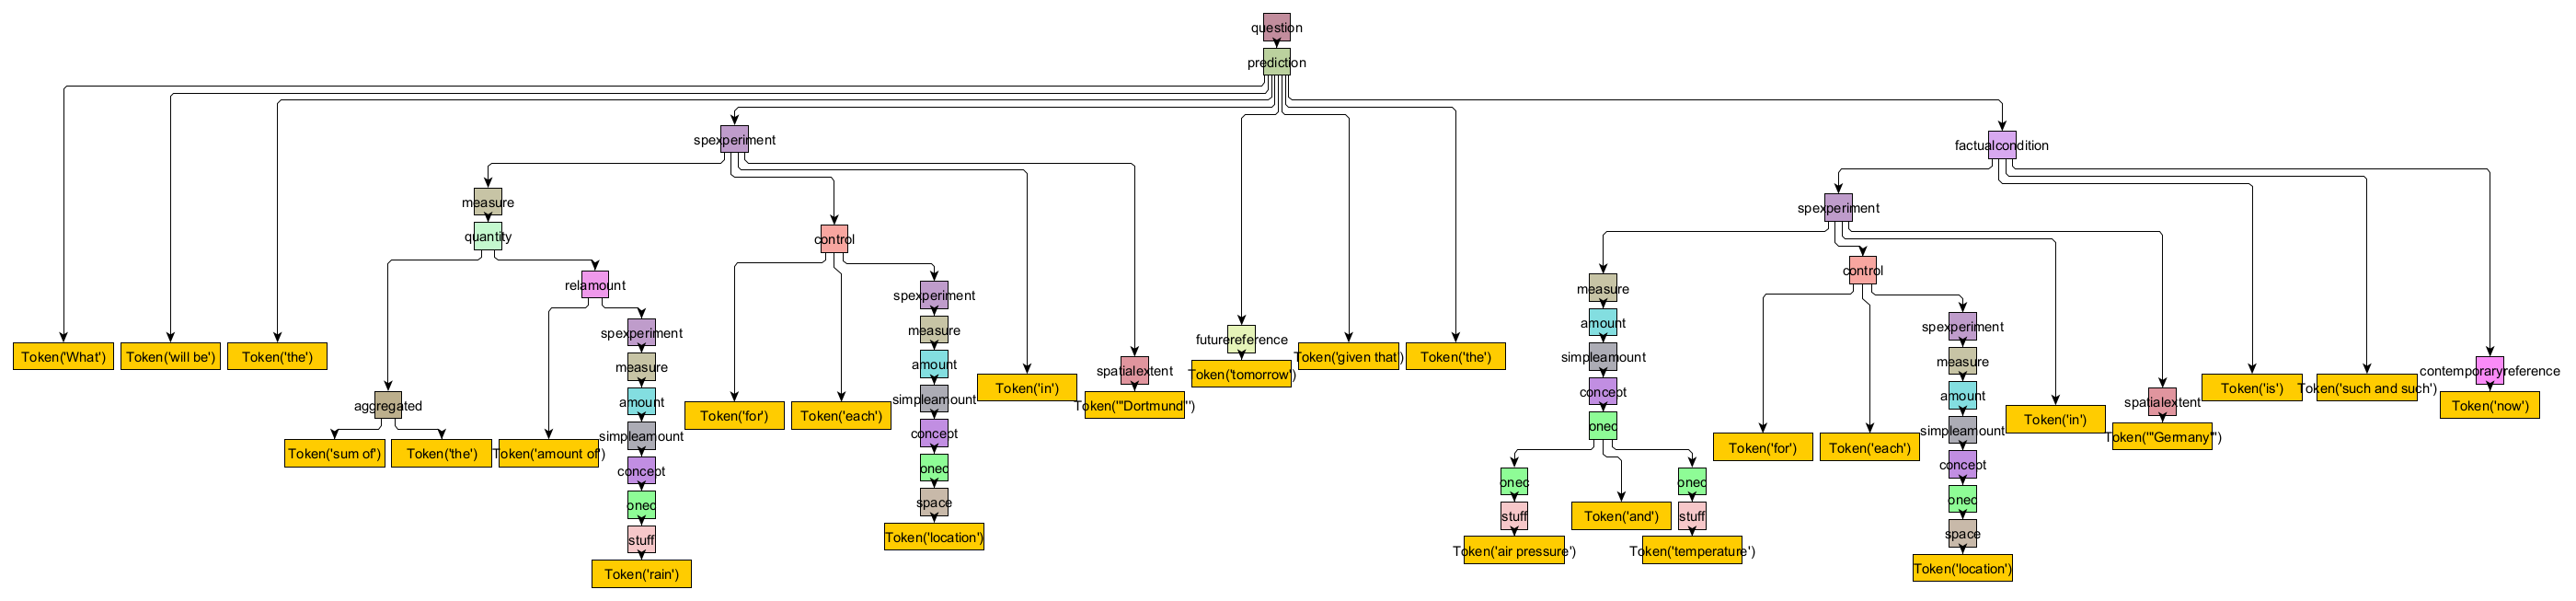 question
prediction
spexperiment
factualcondition
measure
spexperiment
quantity
control
control
relamount
measure
spexperiment
amount
spexperiment
spexperiment
measure
futurereference
Token('What')
Token('will be')
Token('the')
measure
amount
spatialextent
Token('tomorrow')
Token('given that')
Token('the')
simpleamount
measure
contemporaryreference
amount
simpleamount
Token('in')
concept
amount
spatialextent
Token('is')
Token('such and such')
aggregated
Token('for')
Token('each')
concept
Token('"Dortmund"')
onec
simpleamount
Token('in')
Token('now')
simpleamount
Token('sum of')
Token('the')
Token('amount of')
onec
Token('for')
Token('each')
concept
Token('"Germany"')
concept
space
onec
onec
onec
onec
Token('location')
stuff
Token('and')
stuff
space
stuff
Token('air pressure')
Token('temperature')
Token('location')
Token('rain')